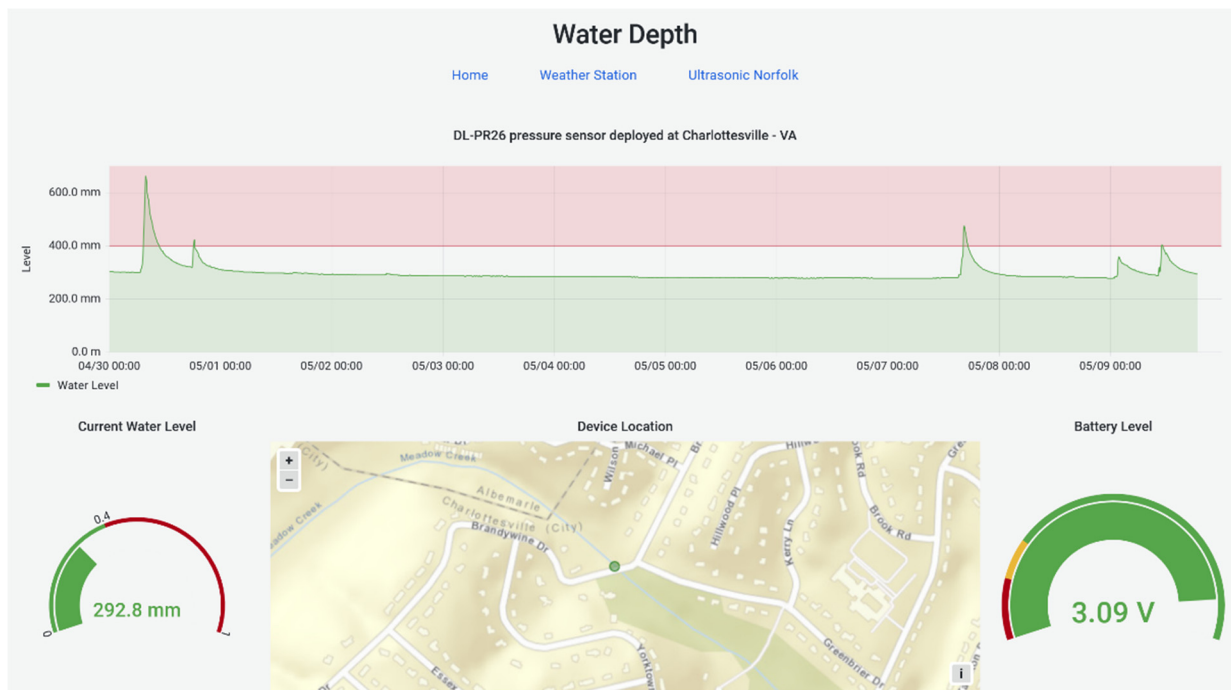 Water Depth
Home Weather Station Ultrasonic Norfolk
DL-PR26 pressure sensor deployed at Charlottesville - VA
Level
600.0 mm
400.0 mm
200.0 mm
0.0 m
04/30 00:00 05/01 00:00 05/02 00:00 05/03 00:00 05/04 00:00 05/05 00:00 05/06 00:00 05/07 00:00 05/08 00:00 05/09 00:00
Water Level
Current Water Level
0
0.4
1
292.8 mm
Device Location
+
−
(City)
Meadow Creek
Albemarle
Charlottesville (City)
Brandywine Dr
Wilson
Michael Pl
Hillwood Pl
Kerry Ln
Brook Rd
Greenbrier Dr
Yorktow
Esse
i
Battery Level
3.09 V